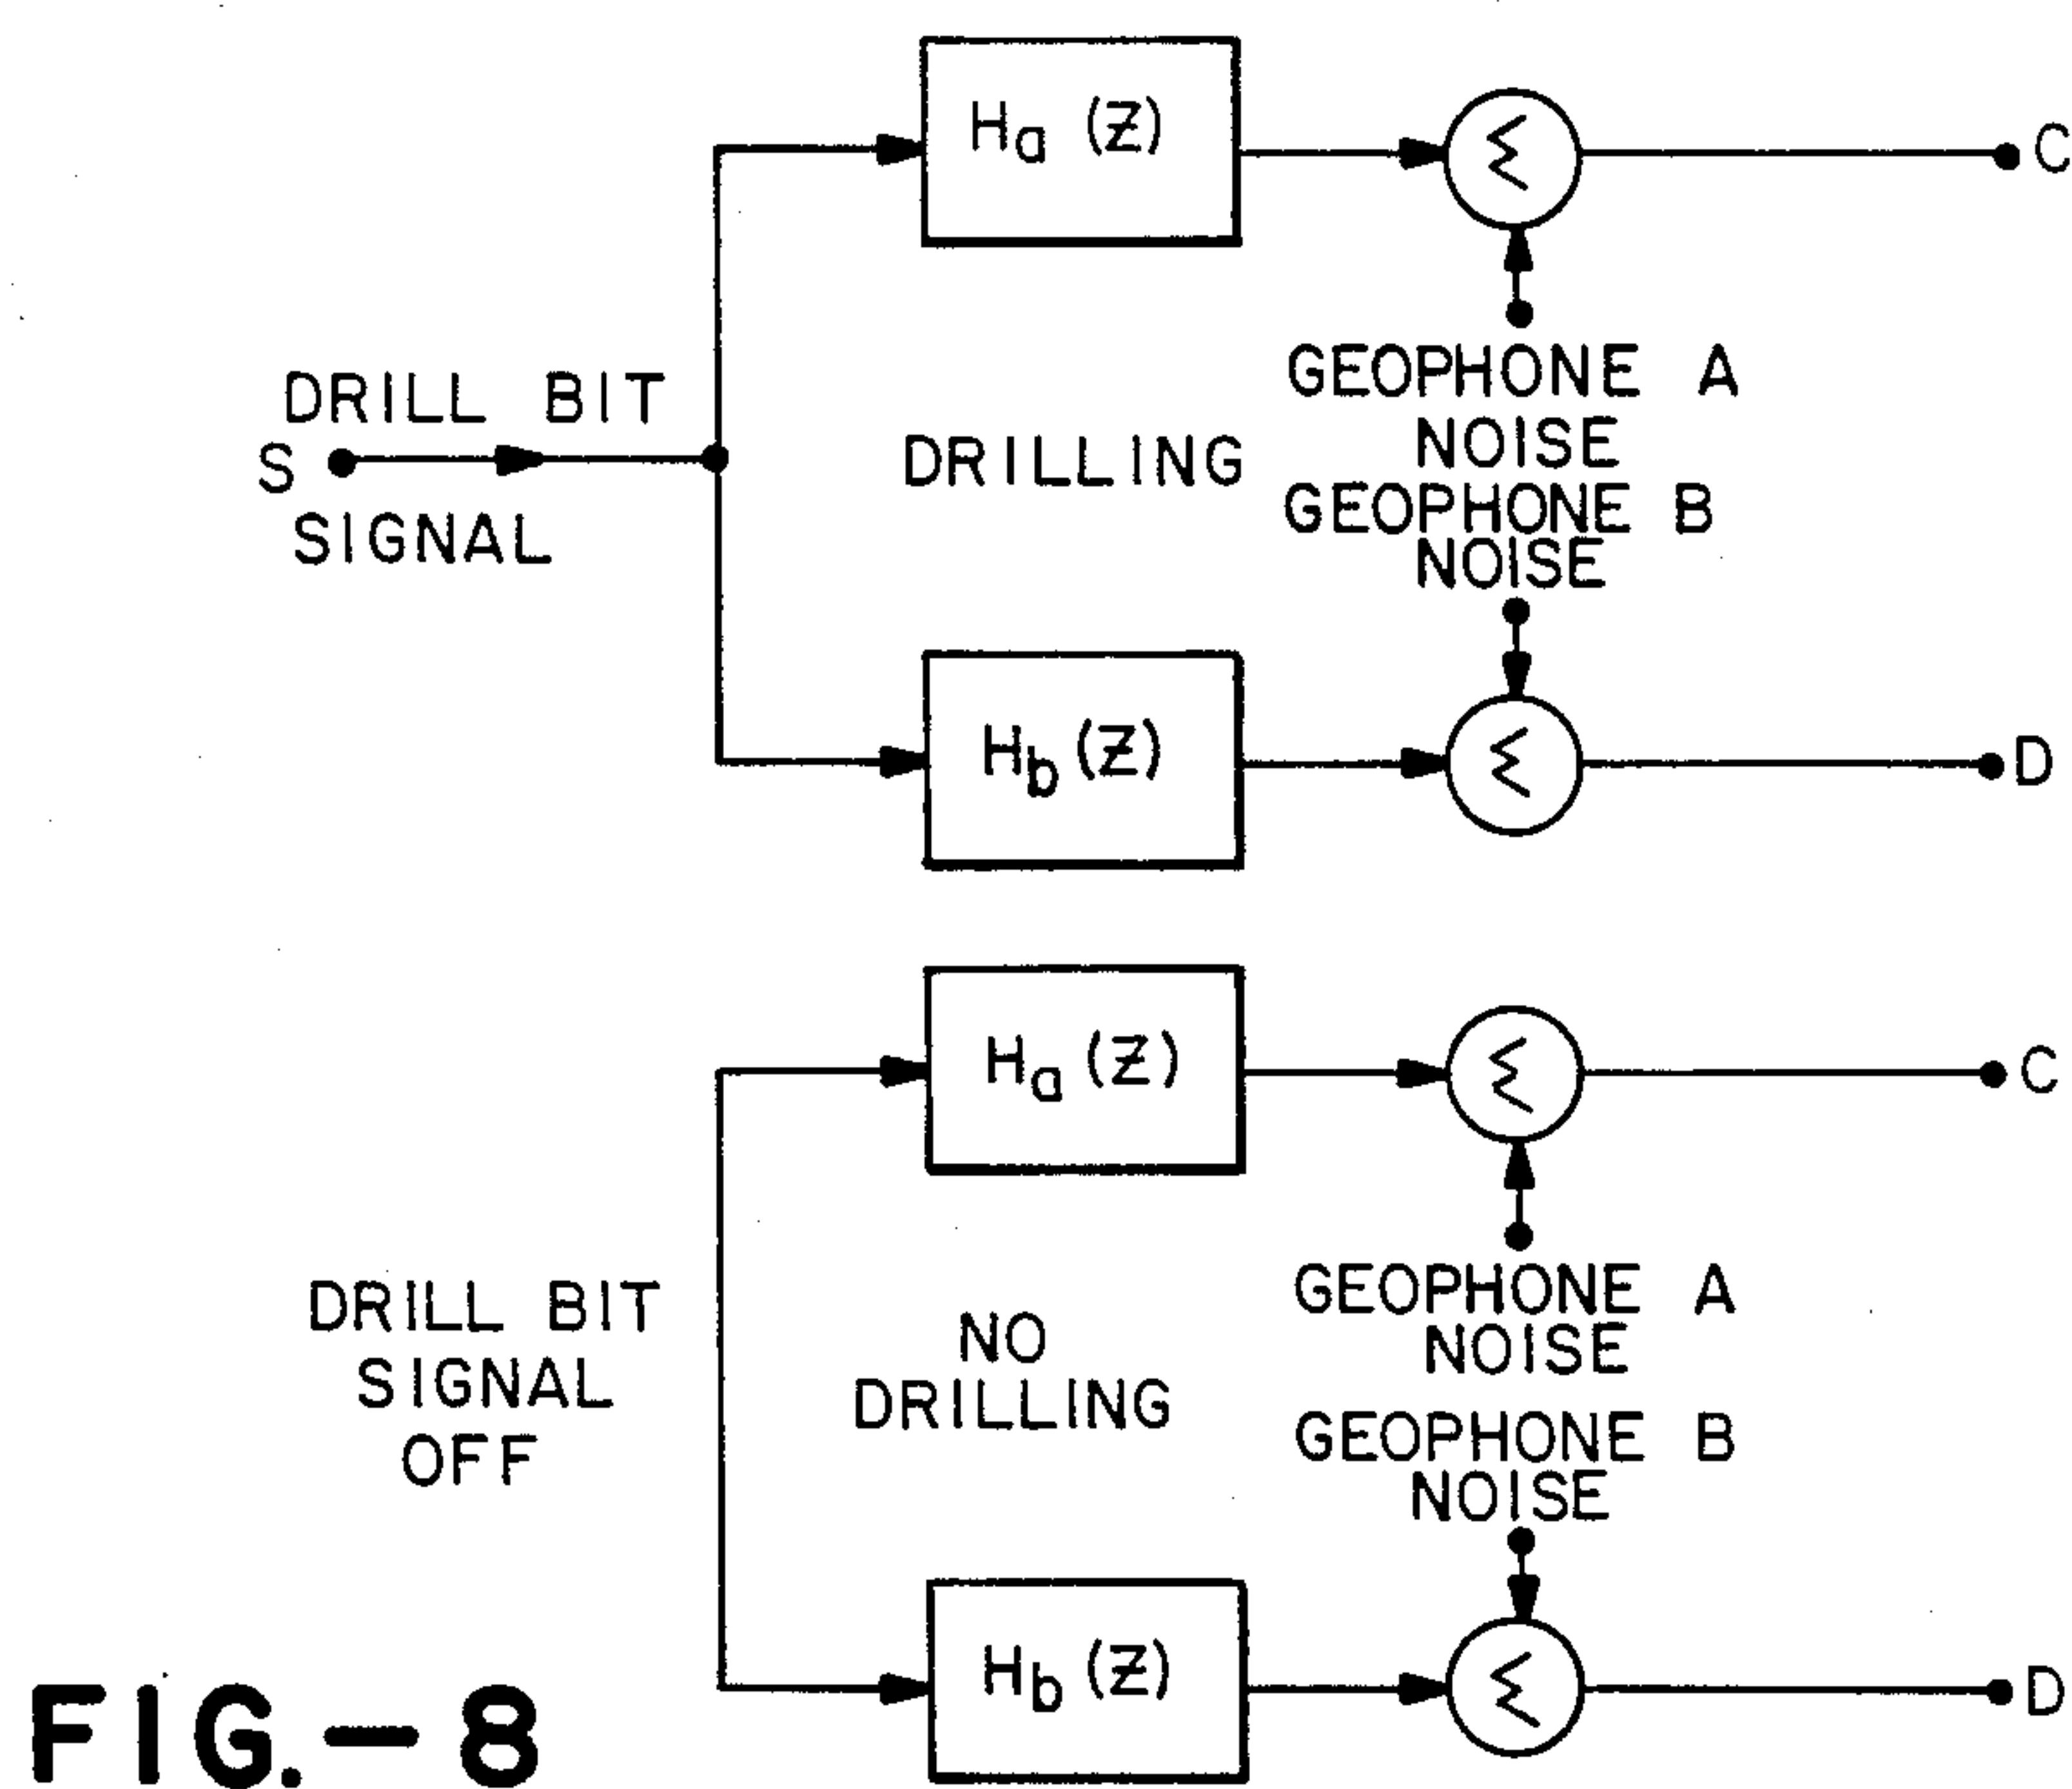 Ha (Z)
Σ
C
DRILL BIT
S
SIGNAL
DRILLING
GEOPHONE A
NOISE
GEOPHONE B
NOISE
Hb (Z)
Σ
D
Ha (Z)
Σ
C
DRILL BIT
SIGNAL
OFF
NO
DRILLING
GEOPHONE A
NOISE
GEOPHONE B
NOISE
Hb (Z)
Σ
D
FIG.-8